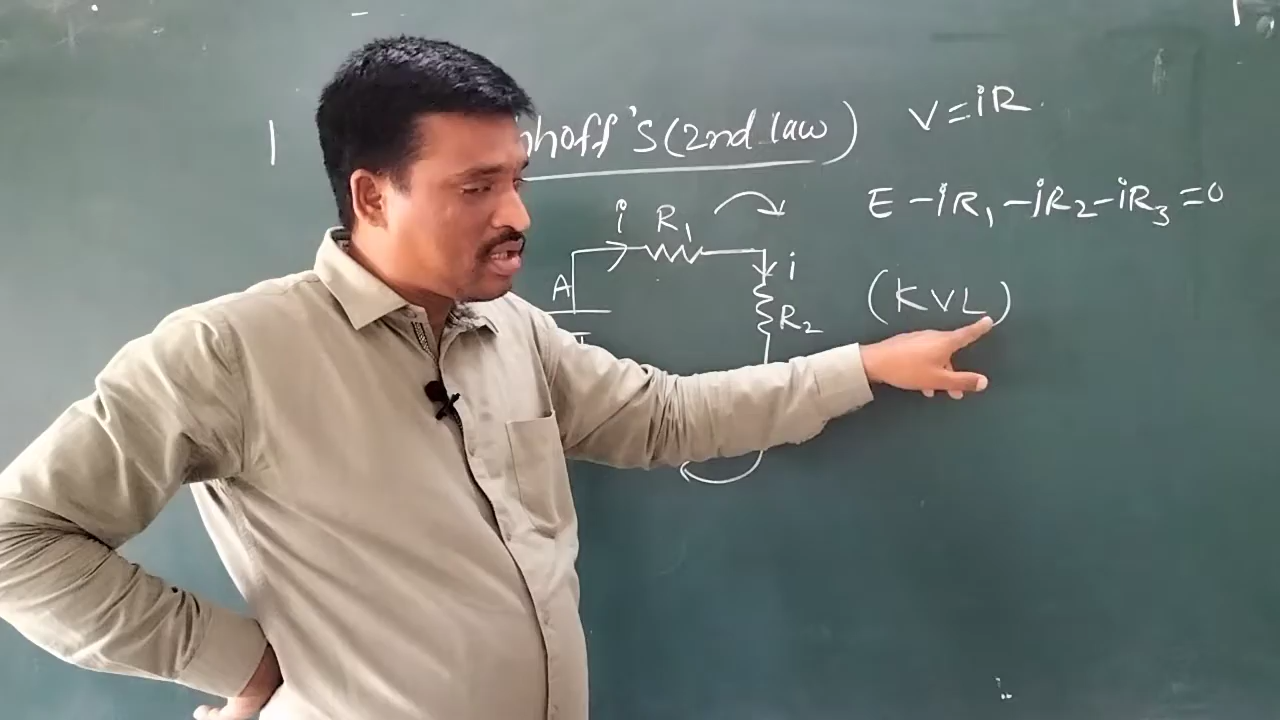 hoff's (2nd law)
V = iR
E - iR₁ - iR₂ - iR₃ = 0
i R₁
i
A
R₂
(KVL)